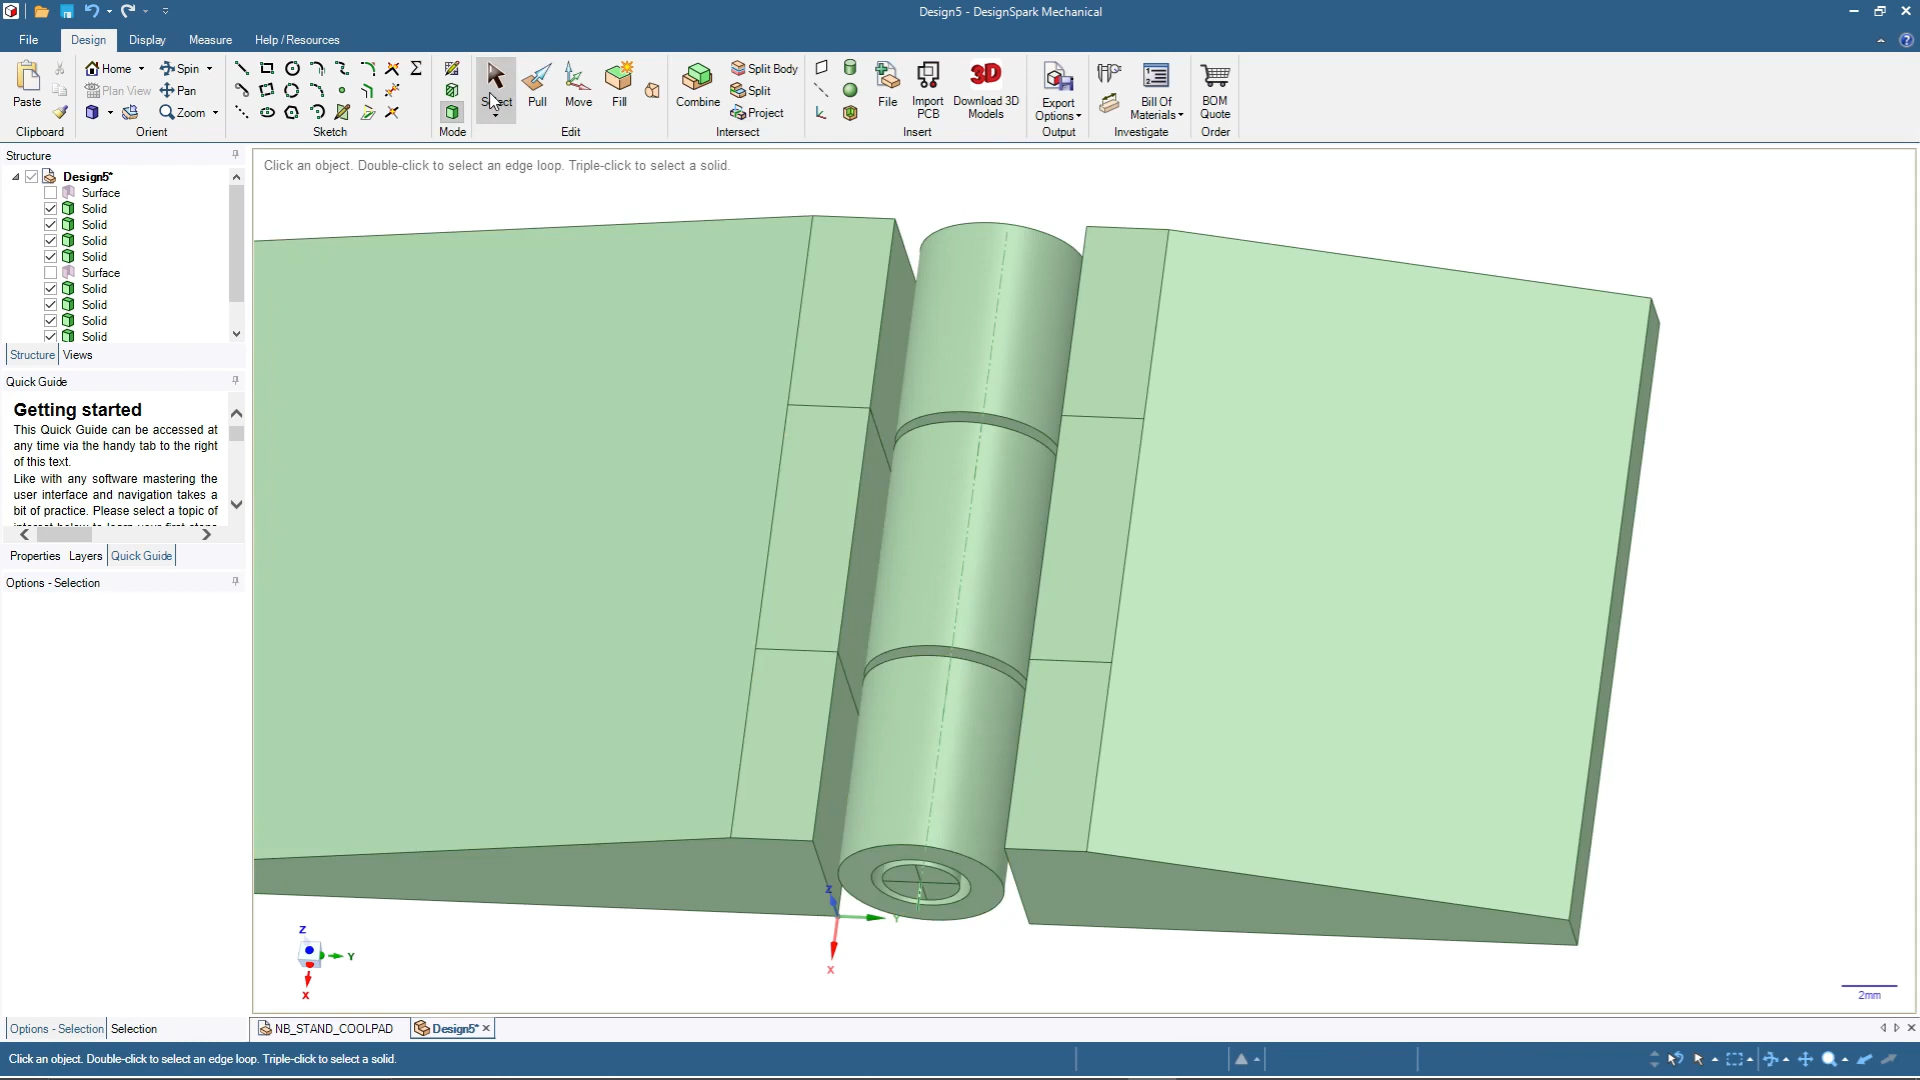 Design5 - DesignSpark Mechanical
File Design Display Measure Help / Resources
Paste
Clipboard
Home Spin
Plan View Pan
Zoom
Orient
Sketch
Mode
Select Pull Move Fill
Edit
Combine
Split Body
Split
Project
Intersect
File
Import PCB
3D
Download 3D Models
Insert
Export Options
Output
Bill Of Materials
Investigate
BOM Quote
Order
Structure
Design5*
Surface
Solid
Solid
Solid
Solid
Surface
Solid
Solid
Solid
Solid
Structure Views
Quick Guide
Getting started
This Quick Guide can be accessed at
any time via the handy tab to the right
of this text.
Like with any software mastering the
user interface and navigation takes a
bit of practice. Please select a topic of
Properties Layers Quick Guide
Options - Selection
Click an object. Double-click to select an edge loop. Triple-click to select a solid.
Z
Y
X
Z
Y
X
2mm
Options - Selection Selection
NB_STAND_COOLPAD Design5*
Click an object. Double-click to select an edge loop. Triple-click to select a solid.